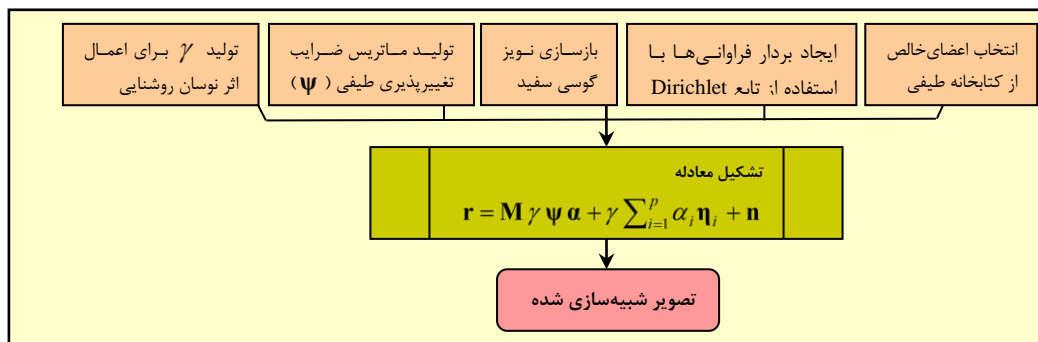 انتخاب اعضای‌خالص
از کتابخانه طیفی
ایجاد بردار فراوانی‌ها با
استفاده از تابع Dirichlet
بازسازی نویز
گوسی سفید
تولید ماتریس ضرایب
تغییرپذیری طیفی (ψ)
تولید γ برای اعمال
اثر نوسان روشنایی
تشکیل معادله
r = M γ ψ α + γ ∑_{i=1}^{p} α_i η_i + n
تصویر شبیه‌سازی شده